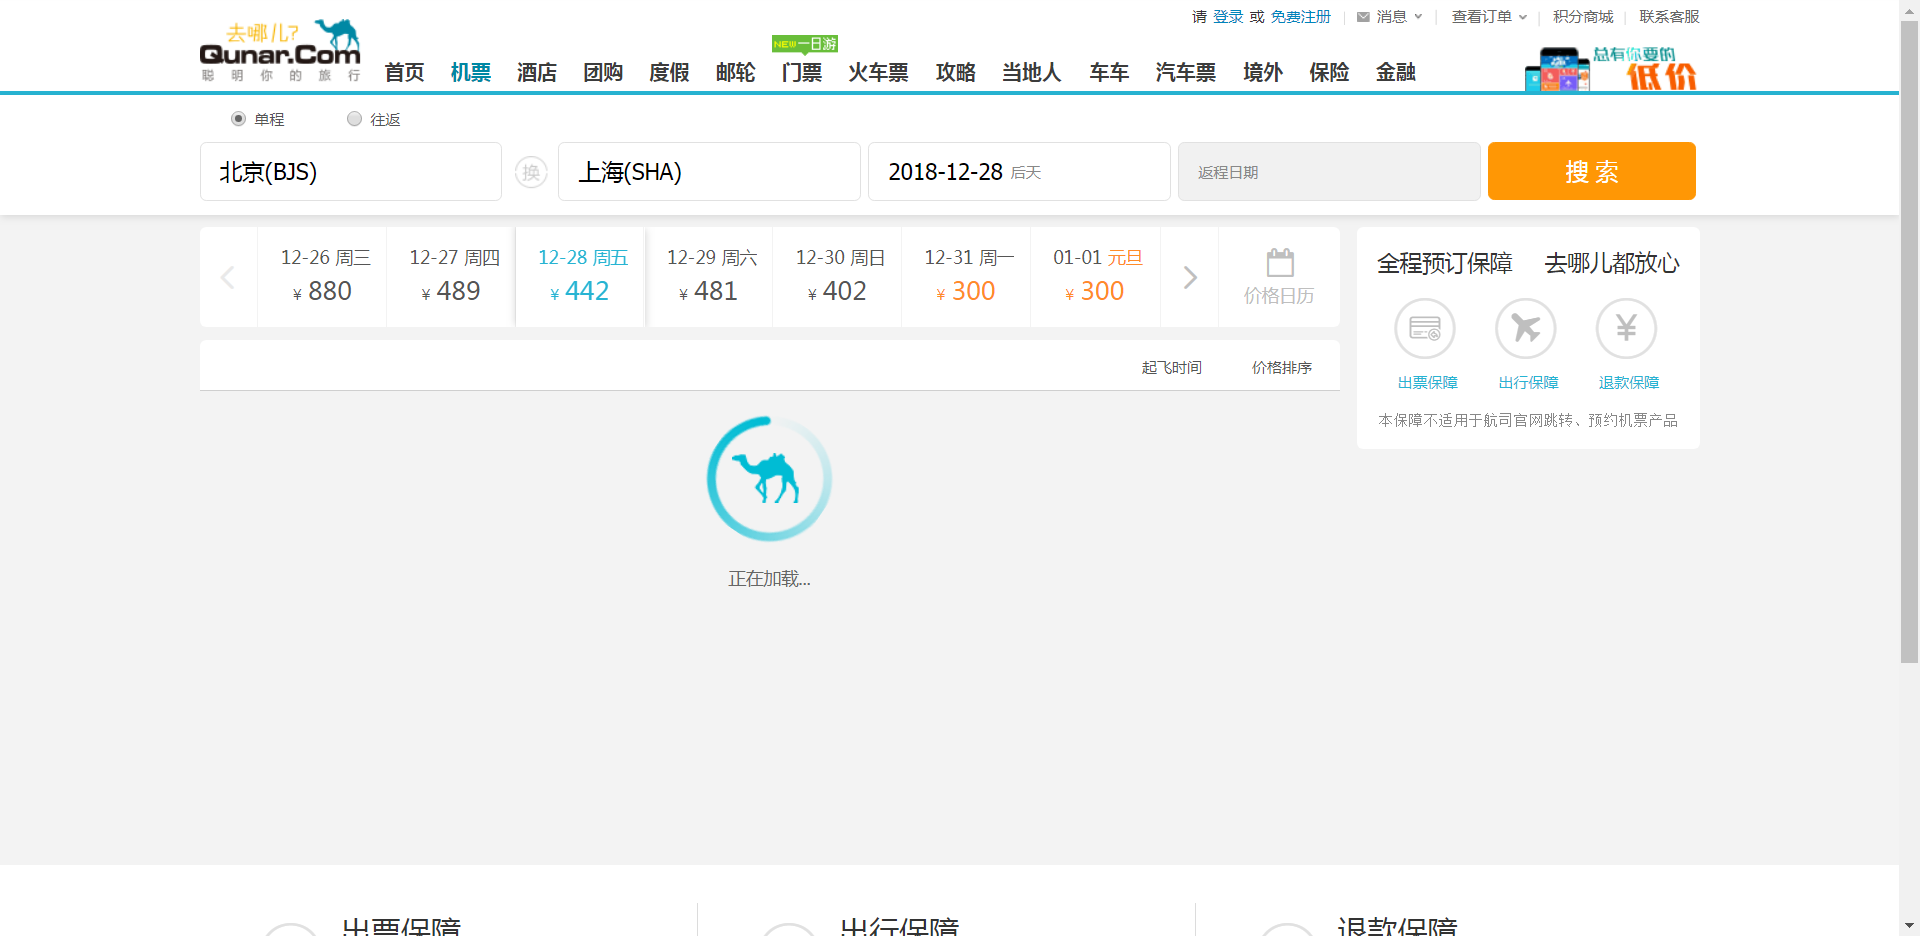 请 登录 或 免费注册 消息 查看订单 积分商城 联系客服
去哪儿?
Qunar.Com
聪明你的旅行
NEW 一日游
首页 机票 酒店 团购 度假 邮轮 门票 火车票 攻略 当地人 车车 汽车票 境外 保险 金融
总有你要的
低价
单程 往返
北京(BJS) 换 上海(SHA) 2018-12-28 后天 返程日期 搜索
12-26 周三 12-27 周四 12-28 周五 12-29 周六 12-30 周日 12-31 周一 01-01 元旦
¥ 880 ¥ 489 ¥ 442 ¥ 481 ¥ 402 ¥ 300 ¥ 300
价格日历
全程预订保障 去哪儿都放心
¥
出票保障 出行保障 退款保障
本保障不适用于航司官网跳转、预约机票产品
起飞时间 价格排序
正在加载...
出票保障 出行保障 退款保障